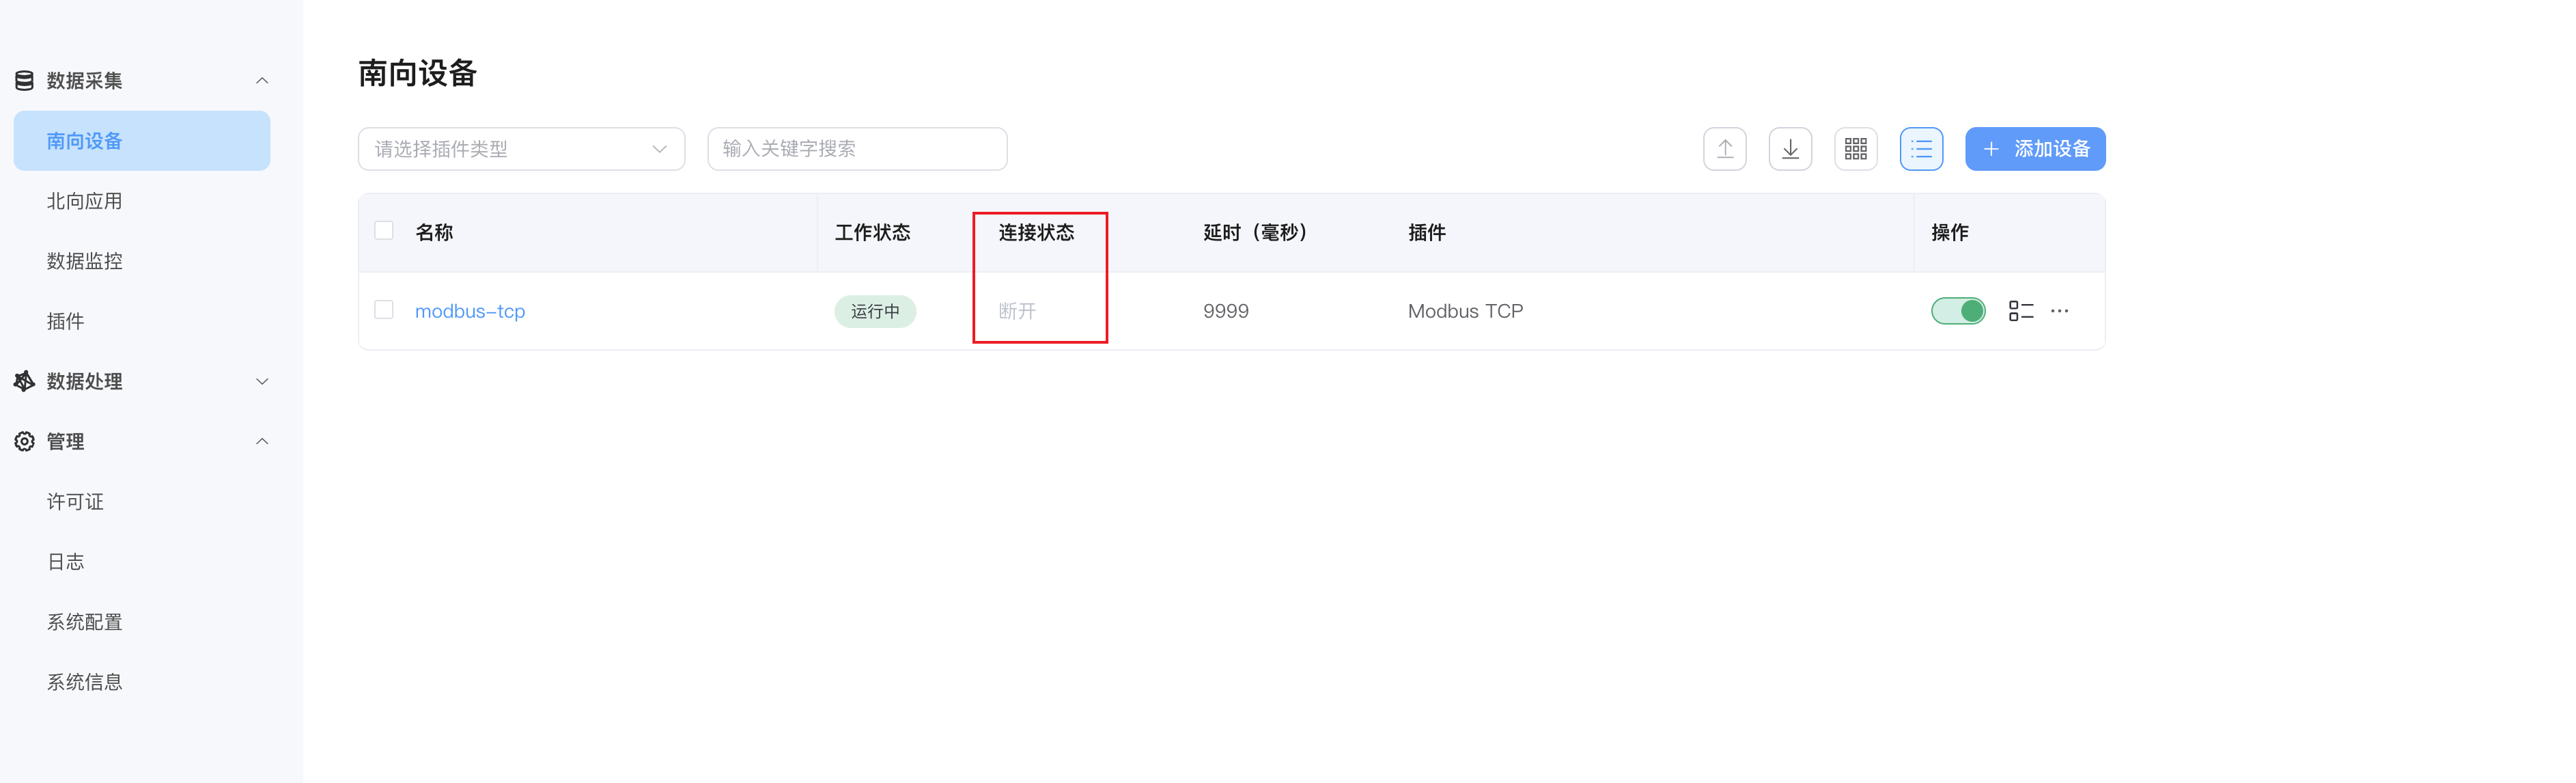 数据采集
南向设备
北向应用
数据监控
插件
数据处理
管理
许可证
日志
系统配置
系统信息
南向设备
请选择插件类型 输入关键字搜索 添加设备
名称 工作状态 连接状态 延时（毫秒） 插件 操作
modbus-tcp 运行中 断开 9999 Modbus TCP